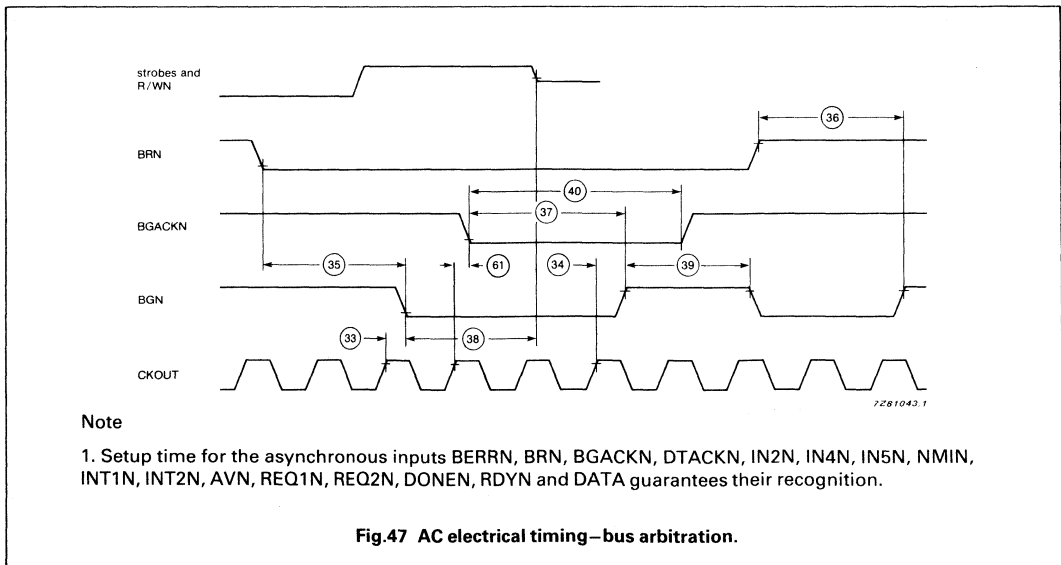 strobes and
R/WN
36
BRN
40
37
BGACKN
35
61
34
39
BGN
33
38
CKOUT
7Z81043.1
Note
1. Setup time for the asynchronous inputs BERRN, BRN, BGACKN, DTACKN, IN2N, IN4N, IN5N, NMIN,
INT1N, INT2N, AVN, REQ1N, REQ2N, DONEN, RDYN and DATA guarantees their recognition.
Fig.47 AC electrical timing—bus arbitration.